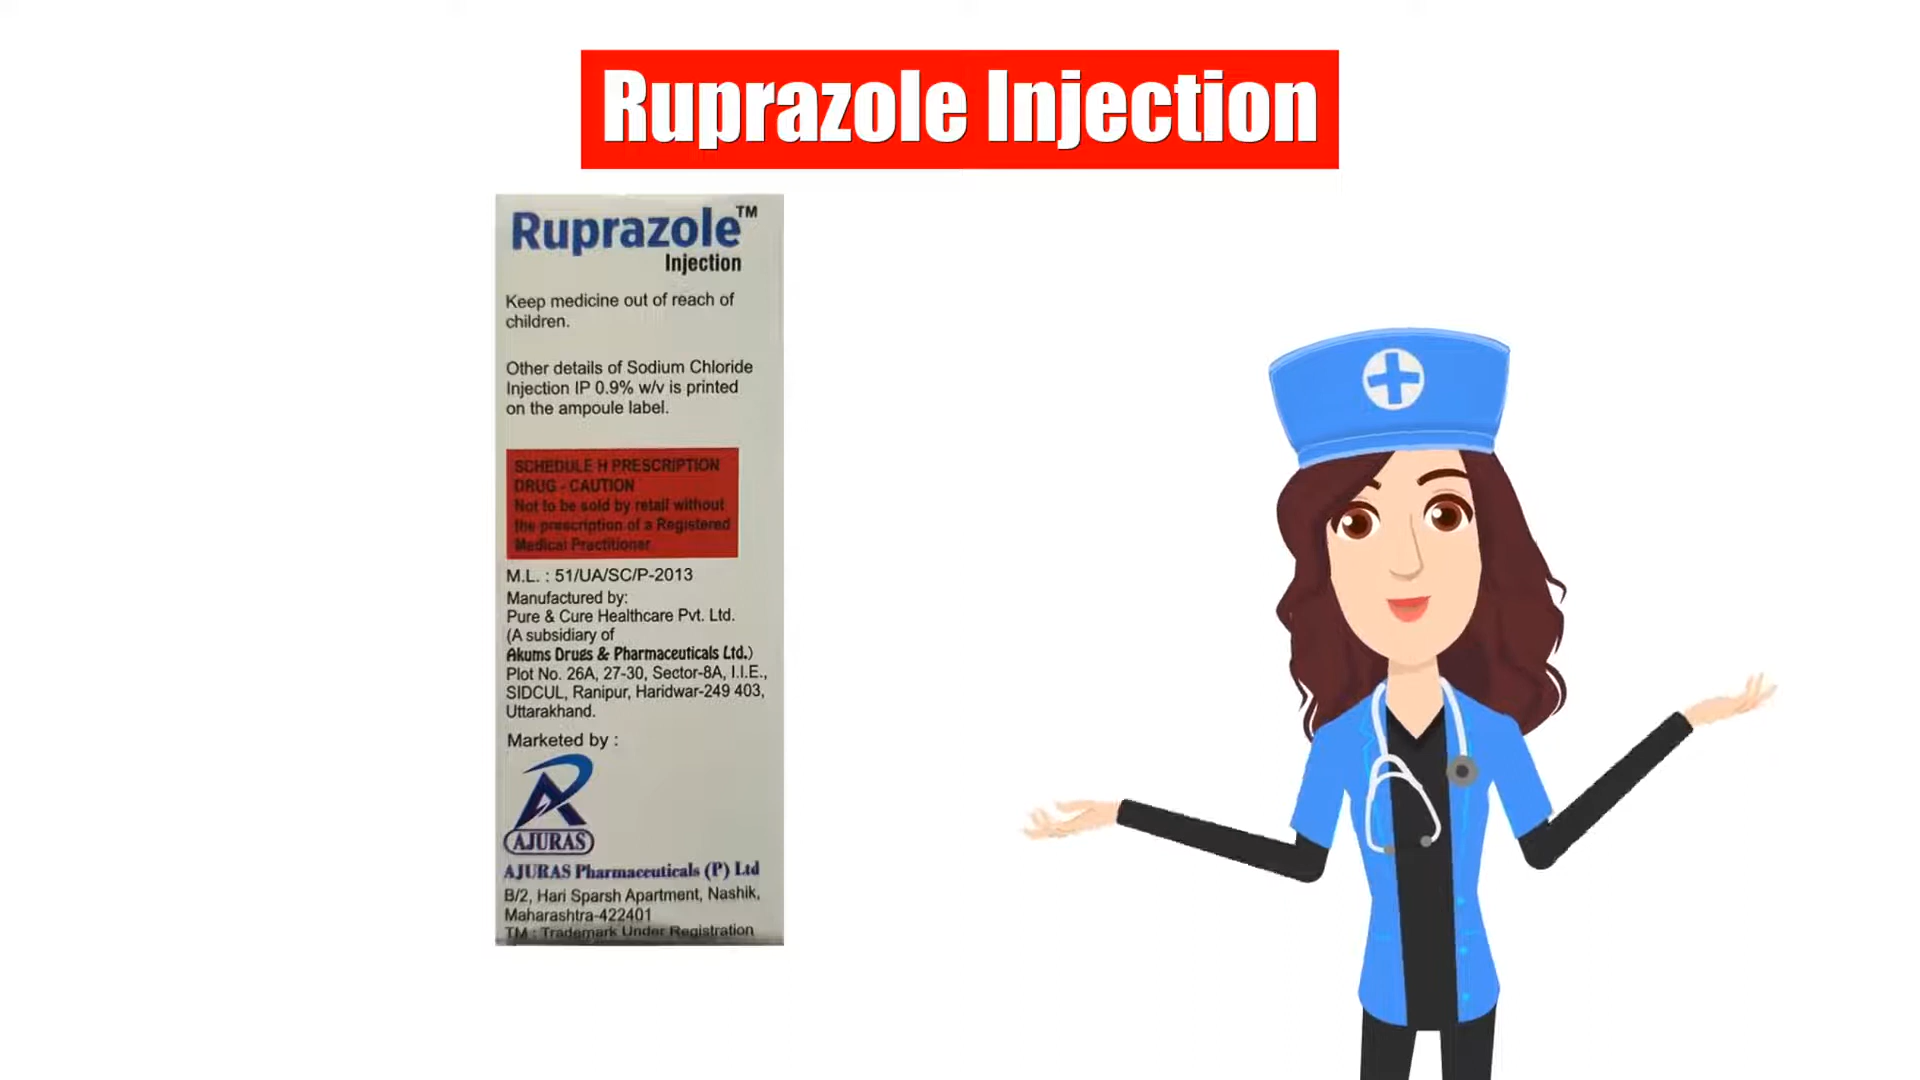 Ruprazole Injection
Ruprazole™
Injection
Keep medicine out of reach of
children.
Other details of Sodium Chloride
Injection IP 0.9% w/v is printed
on the ampoule label.
SCHEDULE H PRESCRIPTION
DRUG - CAUTION
Not to be sold by retail without
the prescription of a Registered
Medical Practitioner
M.L. : 51/UA/SC/P-2013
Manufactured by:
Pure & Cure Healthcare Pvt. Ltd.
(A subsidiary of
Akums Drugs & Pharmaceuticals Ltd.)
Plot No. 26A, 27-30, Sector-8A, I.I.E.,
SIDCUL, Ranipur, Haridwar-249 403,
Uttarakhand.
Marketed by :
AJURAS
AJURAS Pharmaceuticals (P) Ltd
B/2, Hari Sparsh Apartment, Nashik,
Maharashtra-422401
TM : Trademark Under Registration